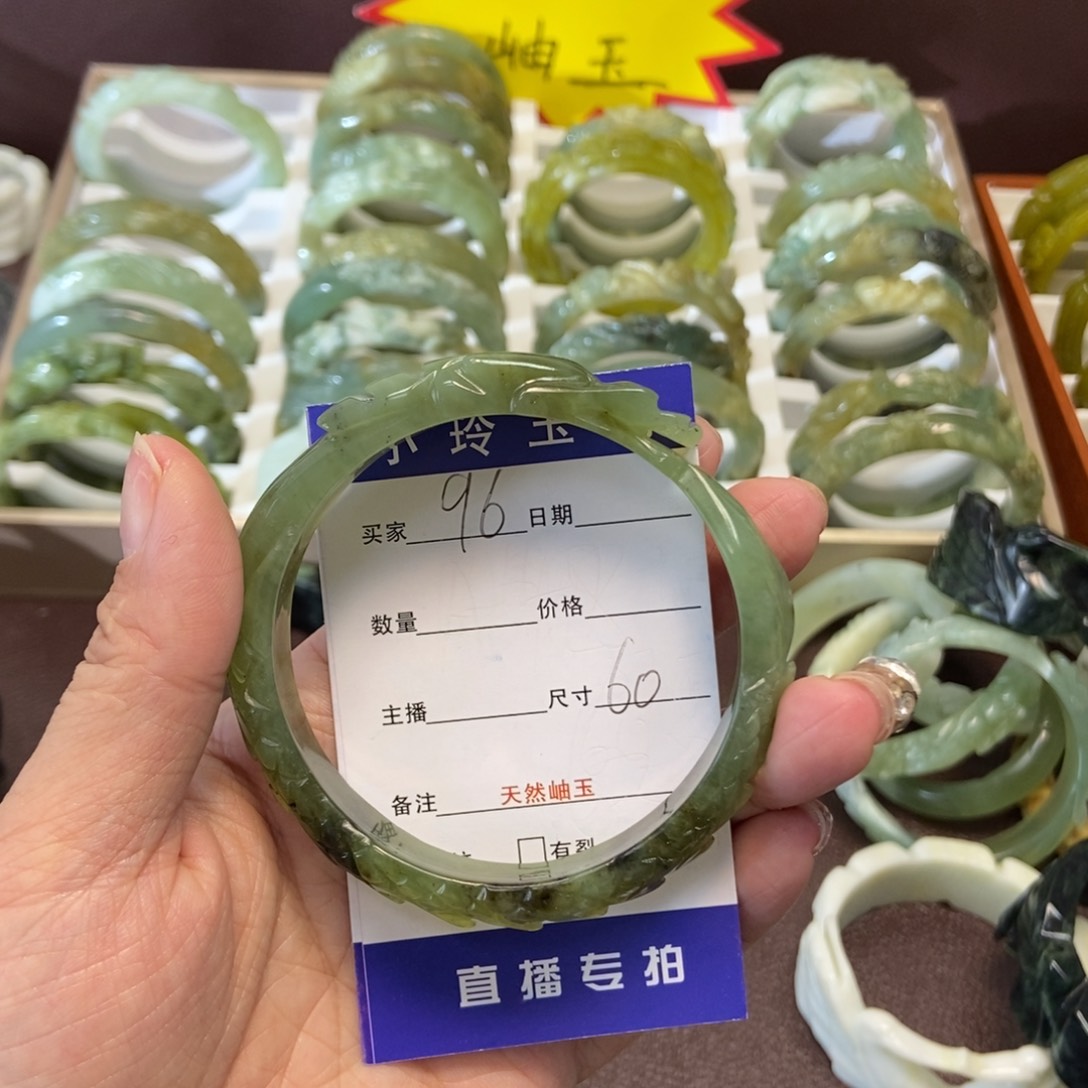 岫玉
小玲玉
买家 96 日期
数量 价格
主播 尺寸 60
备注 天然岫玉
有裂
直播专拍